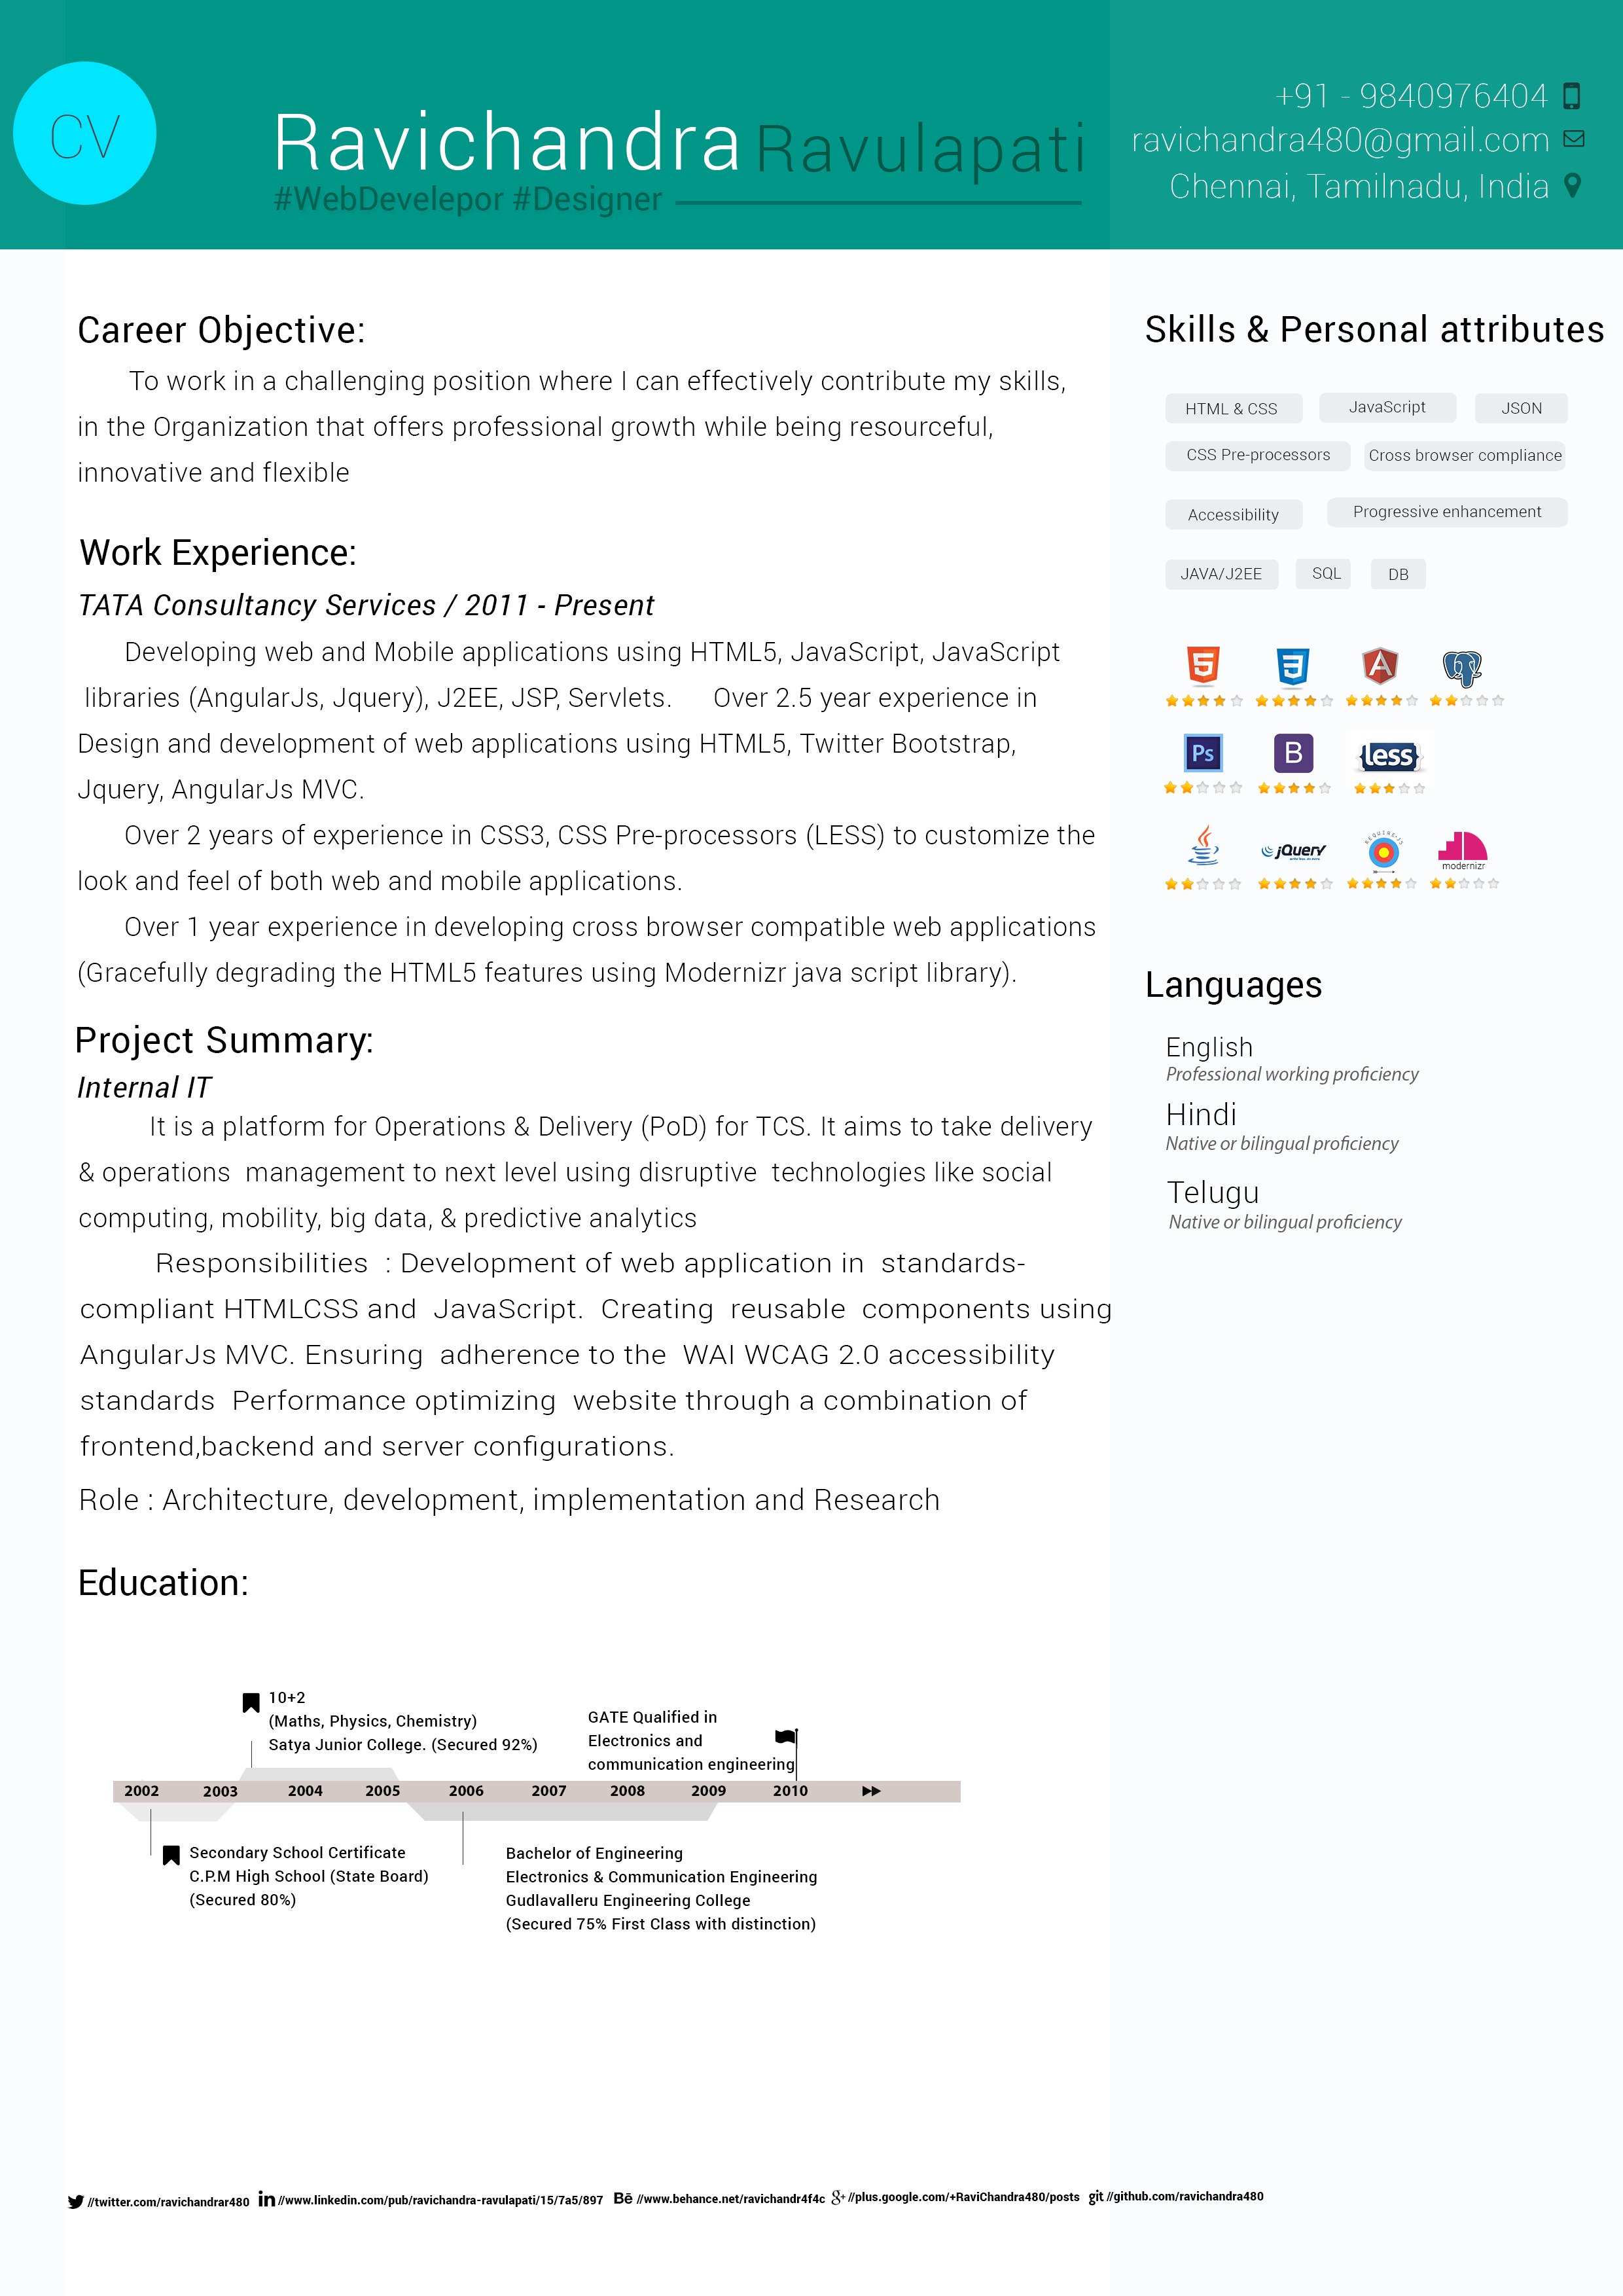 CV
Ravichandra Ravulapati
#WebDevelepor #Designer
+91 - 9840976404
ravichandra480@gmail.com
Chennai, Tamilnadu, India
Career Objective:
To work in a challenging position where I can effectively contribute my skills,
in the Organization that offers professional growth while being resourceful,
innovative and flexible
Work Experience:
TATA Consultancy Services / 2011 - Present
Developing web and Mobile applications using HTML5, JavaScript, JavaScript
libraries (AngularJs, Jquery), J2EE, JSP, Servlets. Over 2.5 year experience in
Design and development of web applications using HTML5, Twitter Bootstrap,
Jquery, AngularJs MVC.
Over 2 years of experience in CSS3, CSS Pre-processors (LESS) to customize the
look and feel of both web and mobile applications.
Over 1 year experience in developing cross browser compatible web applications
(Gracefully degrading the HTML5 features using Modernizr java script library).
Project Summary:
Internal IT
It is a platform for Operations & Delivery (PoD) for TCS. It aims to take delivery
& operations management to next level using disruptive technologies like social
computing, mobility, big data, & predictive analytics
Responsibilities : Development of web application in standards-
compliant HTMLCSS and JavaScript. Creating reusable components using
AngularJs MVC. Ensuring adherence to the WAI WCAG 2.0 accessibility
standards Performance optimizing website through a combination of
frontend,backend and server configurations.
Role : Architecture, development, implementation and Research
Education:
10+2
(Maths, Physics, Chemistry)
Satya Junior College. (Secured 92%)
GATE Qualified in
Electronics and
communication engineering
2002 2003 2004 2005 2006 2007 2008 2009 2010
Secondary School Certificate
C.P.M High School (State Board)
(Secured 80%)
Bachelor of Engineering
Electronics & Communication Engineering
Gudlavalleru Engineering College
(Secured 75% First Class with distinction)
Skills & Personal attributes
HTML & CSS JavaScript JSON
CSS Pre-processors Cross browser compliance
Accessibility Progressive enhancement
JAVA/J2EE SQL DB
5 3 A
Ps B {less}
jQuery REQUIRE-JS modernizr
Languages
English
Professional working proficiency
Hindi
Native or bilingual proficiency
Telugu
Native or bilingual proficiency
//twitter.com/ravichandrar480 in //www.linkedin.com/pub/ravichandra-ravulapati/15/7a5/897 Bē //www.behance.net/ravichandr4f4c g+ //plus.google.com/+RaviChandra480/posts git //github.com/ravichandra480